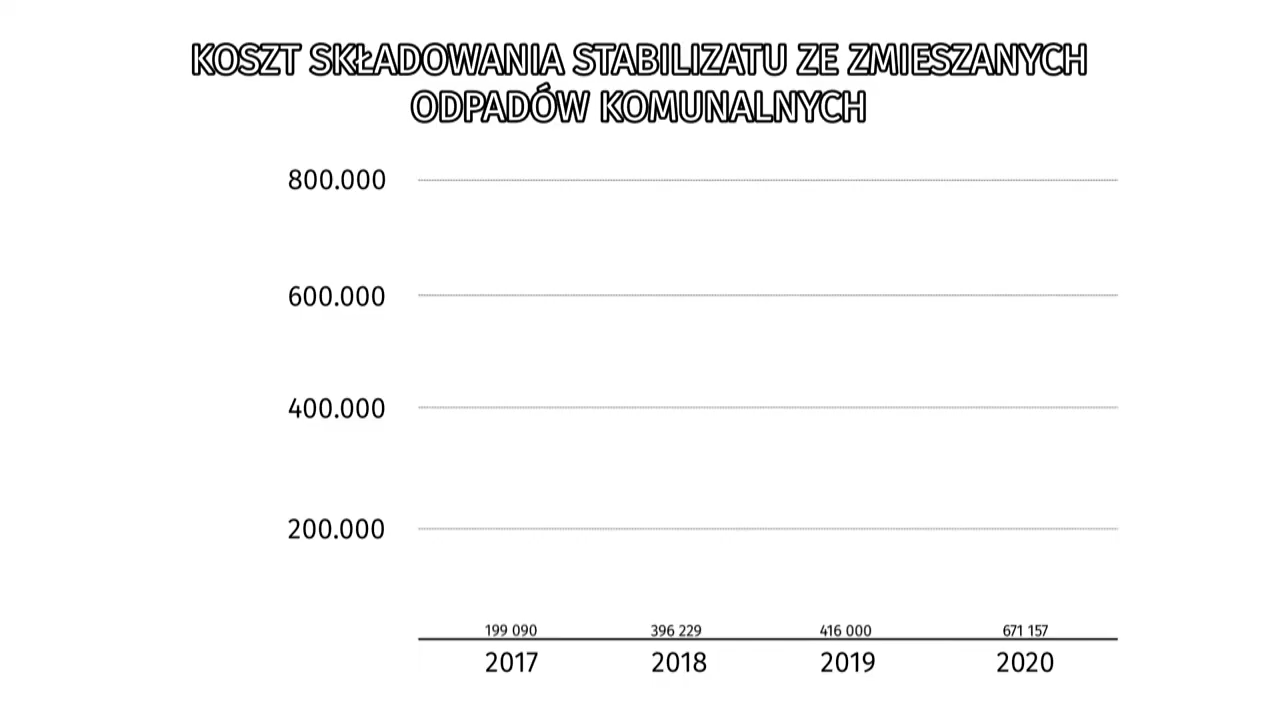 KOSZT SKŁADOWANIA STABILIZATU ZE ZMIESZANYCH
ODPADÓW KOMUNALNYCH
800.000
600.000
400.000
200.000
199 090 396 229 416 000 671 157
2017 2018 2019 2020